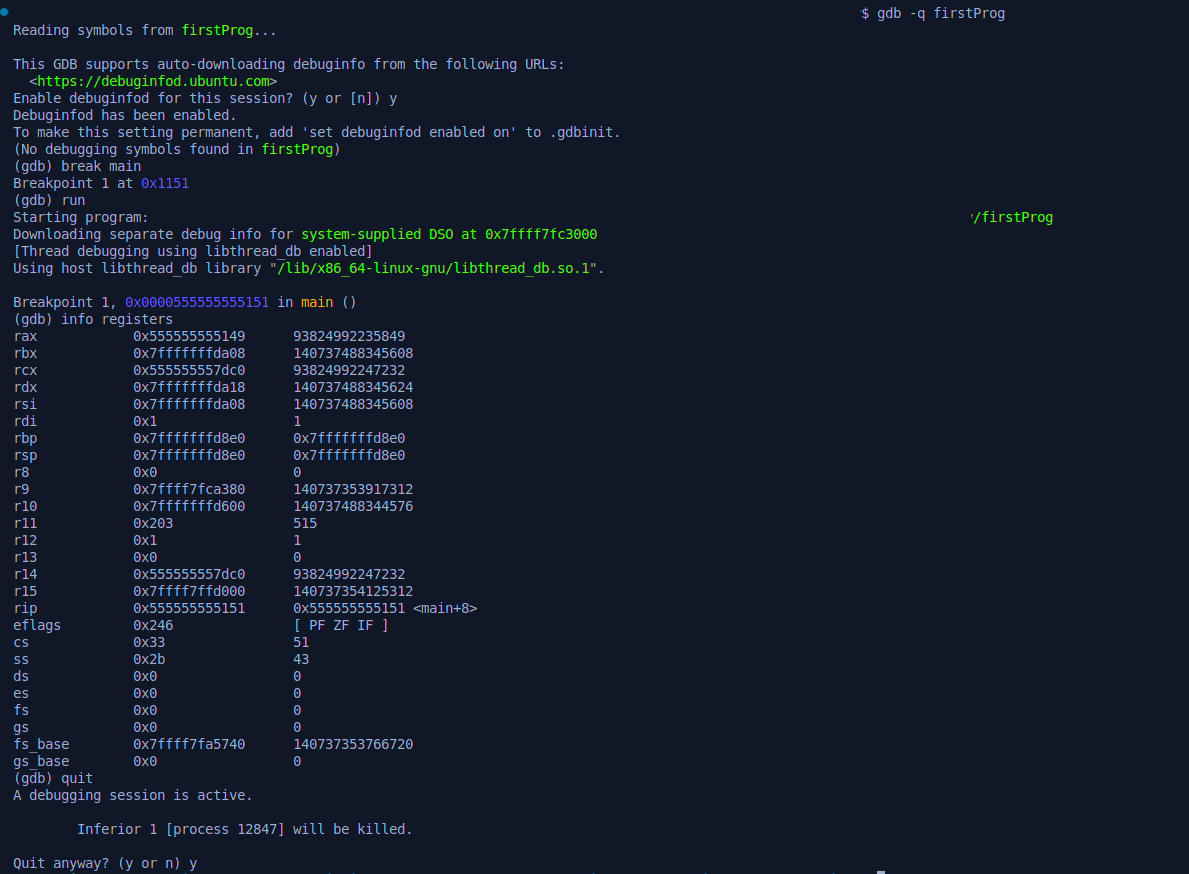 $ gdb -q firstProg
Reading symbols from firstProg...
This GDB supports auto-downloading debuginfo from the following URLs:
<https://debuginfod.ubuntu.com>
Enable debuginfod for this session? (y or [n]) y
Debuginfod has been enabled.
To make this setting permanent, add 'set debuginfod enabled on' to .gdbinit.
(No debugging symbols found in firstProg)
(gdb) break main
Breakpoint 1 at 0x1151
(gdb) run
Starting program: /firstProg
Downloading separate debug info for system-supplied DSO at 0x7ffff7fc3000
[Thread debugging using libthread_db enabled]
Using host libthread_db library "/lib/x86_64-linux-gnu/libthread_db.so.1".
Breakpoint 1, 0x0000555555555151 in main ()
(gdb) info registers
rax 0x555555555149 93824992235849
rbx 0x7fffffffda08 140737488345608
rcx 0x555555557dc0 93824992247232
rdx 0x7fffffffda18 140737488345624
rsi 0x7fffffffda08 140737488345608
rdi 0x1 1
rbp 0x7fffffffd8e0 0x7fffffffd8e0
rsp 0x7fffffffd8e0 0x7fffffffd8e0
r8 0x0 0
r9 0x7ffff7fca380 140737353917312
r10 0x7fffffffd600 140737488344576
r11 0x203 515
r12 0x1 1
r13 0x0 0
r14 0x555555557dc0 93824992247232
r15 0x7ffff7ffd000 140737354125312
rip 0x555555555151 0x555555555151 <main+8>
eflags 0x246 [ PF ZF IF ]
cs 0x33 51
ss 0x2b 43
ds 0x0 0
es 0x0 0
fs 0x0 0
gs 0x0 0
fs_base 0x7ffff7fa5740 140737353766720
gs_base 0x0 0
(gdb) quit
A debugging session is active.
Inferior 1 [process 12847] will be killed.
Quit anyway? (y or n) y